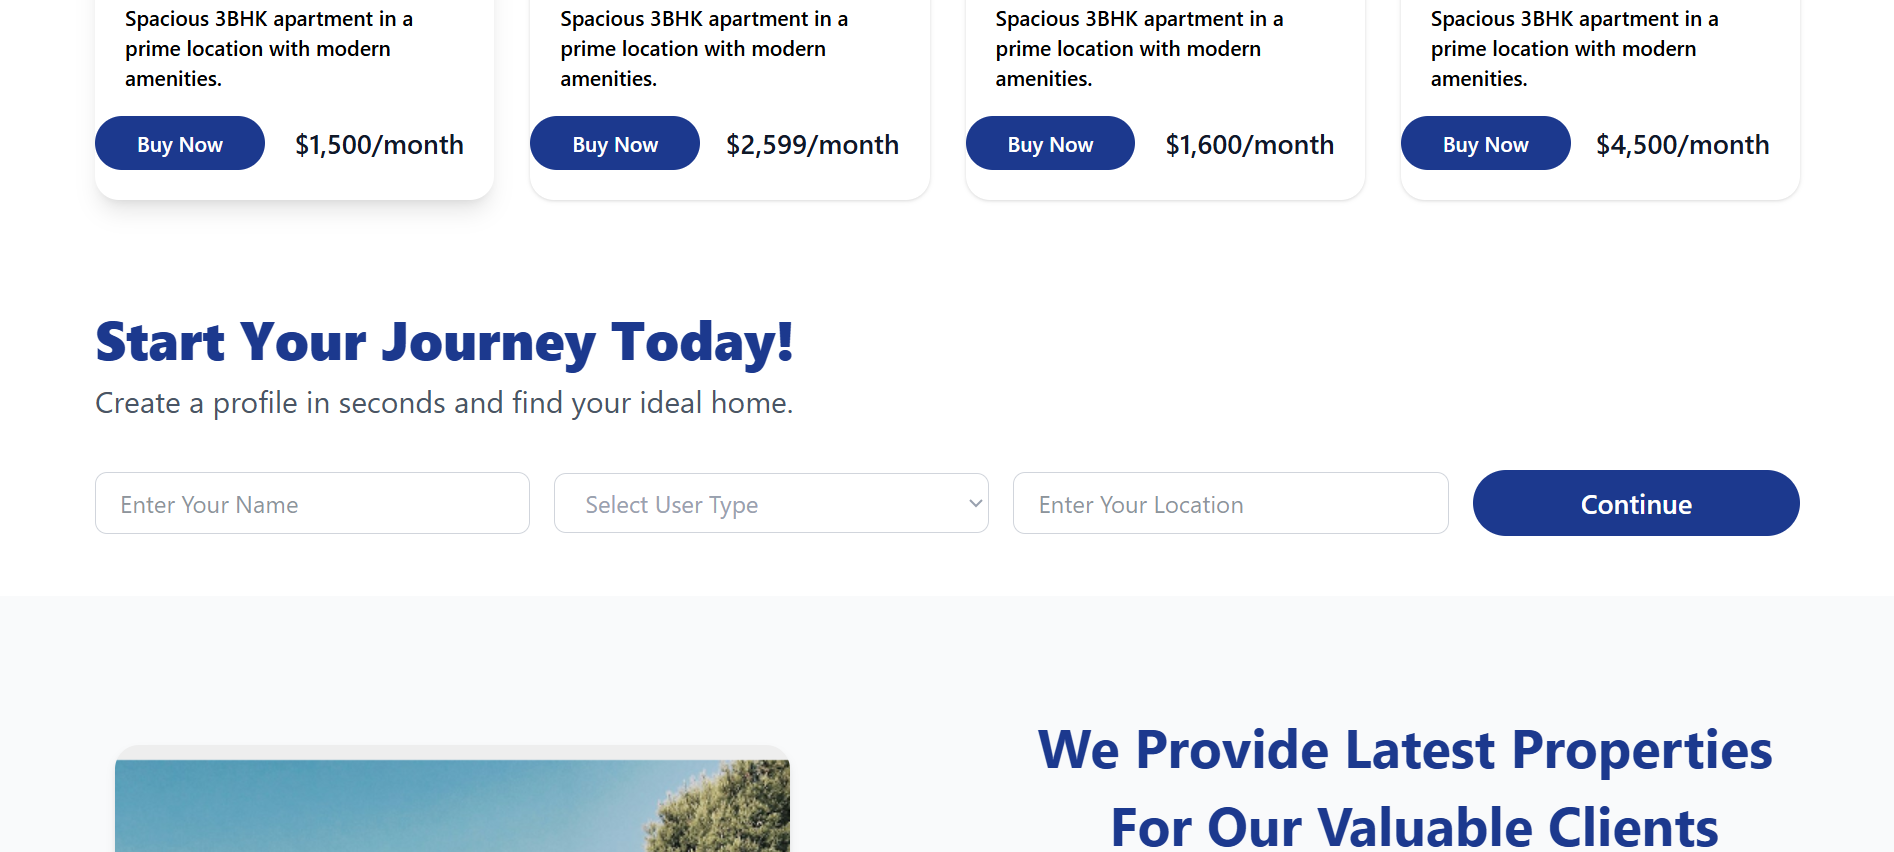 Spacious 3BHK apartment in a
prime location with modern
amenities.
Buy Now $1,500/month
Spacious 3BHK apartment in a
prime location with modern
amenities.
Buy Now $2,599/month
Spacious 3BHK apartment in a
prime location with modern
amenities.
Buy Now $1,600/month
Spacious 3BHK apartment in a
prime location with modern
amenities.
Buy Now $4,500/month
Start Your Journey Today!
Create a profile in seconds and find your ideal home.
Enter Your Name
Select User Type
Enter Your Location
Continue
We Provide Latest Properties
For Our Valuable Clients